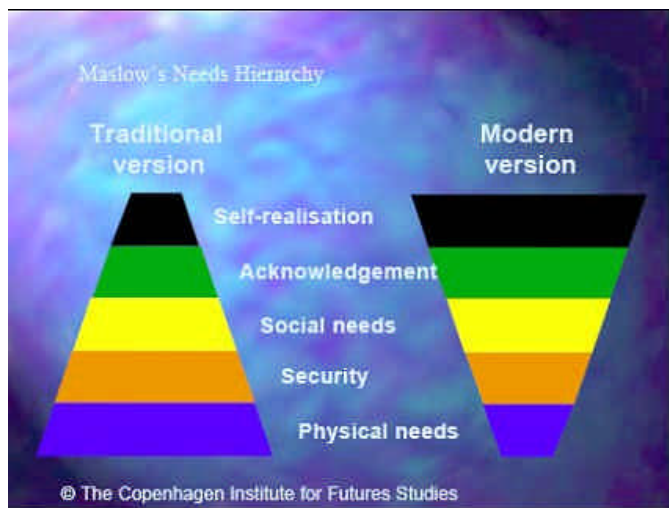 Maslow's Needs Hierarchy
Traditional
version
Modern
version
Self-realisation
Acknowledgement
Social needs
Security
Physical needs
© The Copenhagen Institute for Futures Studies